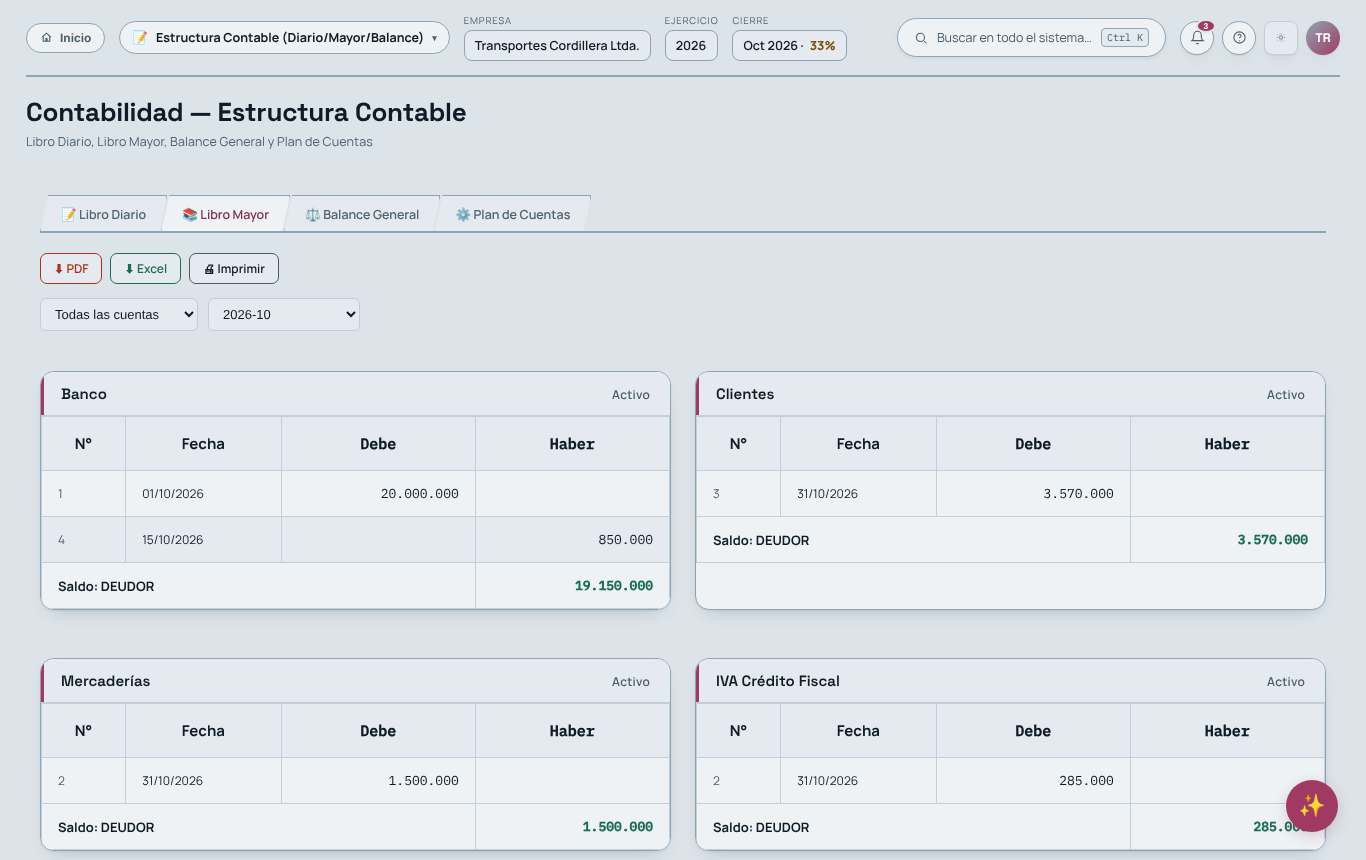 Inicio
Estructura Contable (Diario/Mayor/Balance) ▾
EMPRESA
Transportes Cordillera Ltda.
EJERCICIO
2026
CIERRE
Oct 2026 · 33%
Buscar en todo el sistema... Ctrl K
3
TR
Contabilidad — Estructura Contable
Libro Diario, Libro Mayor, Balance General y Plan de Cuentas
Libro Diario
Libro Mayor
Balance General
Plan de Cuentas
⬇ PDF
⬇ Excel
Imprimir
Todas las cuentas
2026-10
Banco Activo
N° Fecha Debe Haber
1 01/10/2026 20.000.000
4 15/10/2026 850.000
Saldo: DEUDOR 19.150.000
Clientes Activo
N° Fecha Debe Haber
3 31/10/2026 3.570.000
Saldo: DEUDOR 3.570.000
Mercaderías Activo
N° Fecha Debe Haber
2 31/10/2026 1.500.000
Saldo: DEUDOR 1.500.000
IVA Crédito Fiscal Activo
N° Fecha Debe Haber
2 31/10/2026 285.000
Saldo: DEUDOR